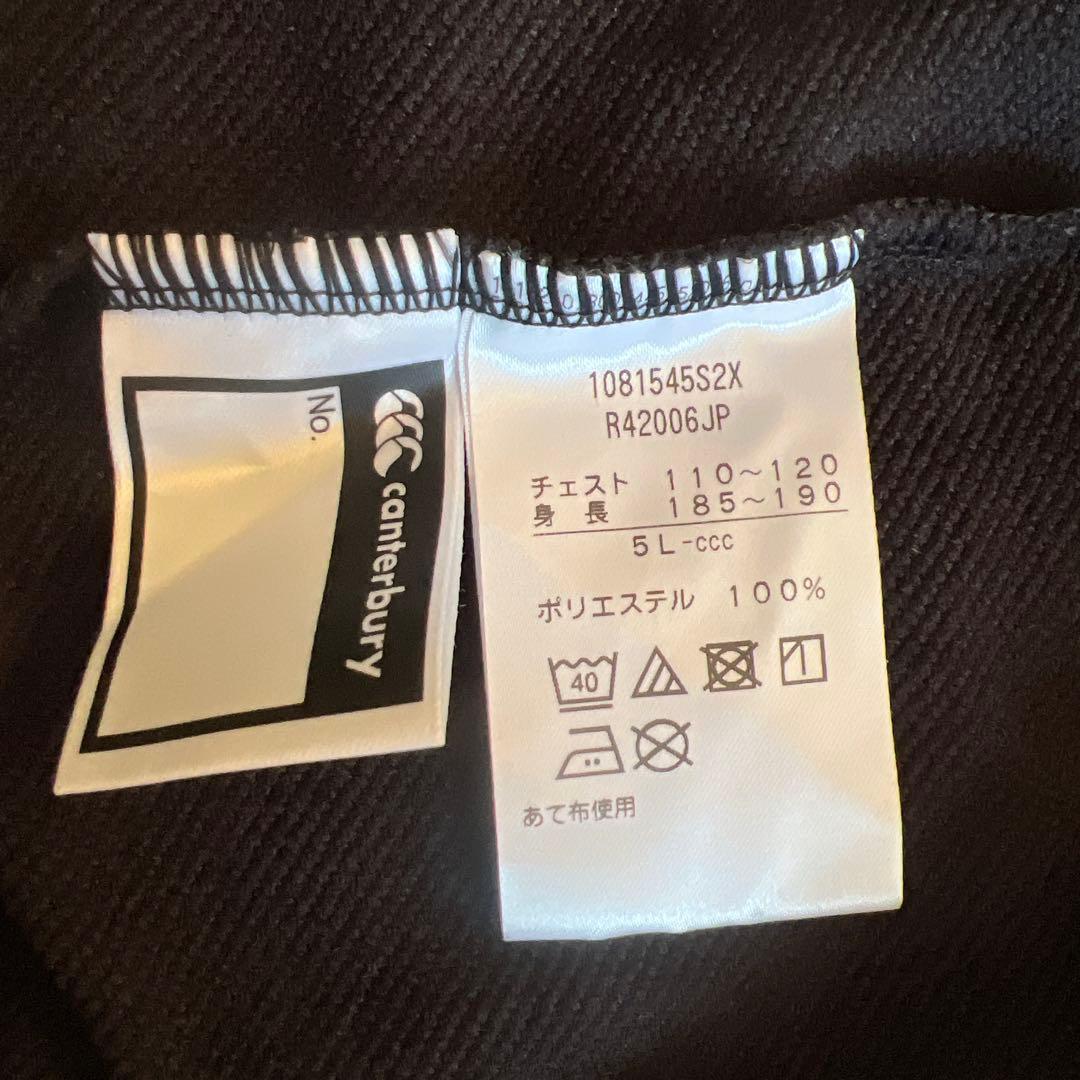 No.
canterbury
1081545S2X
R42006JP
チェスト 110～120
身長 185～190
5L-ccc
ポリエステル 100%
40
あて布使用